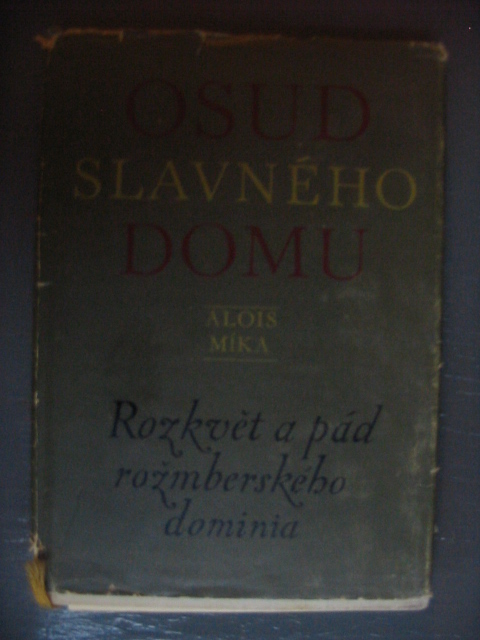 OSUD
SLAVNÉHO
DOMU
ALOIS
MÍKA
Rozkvět a pád
rožmberského
dominia